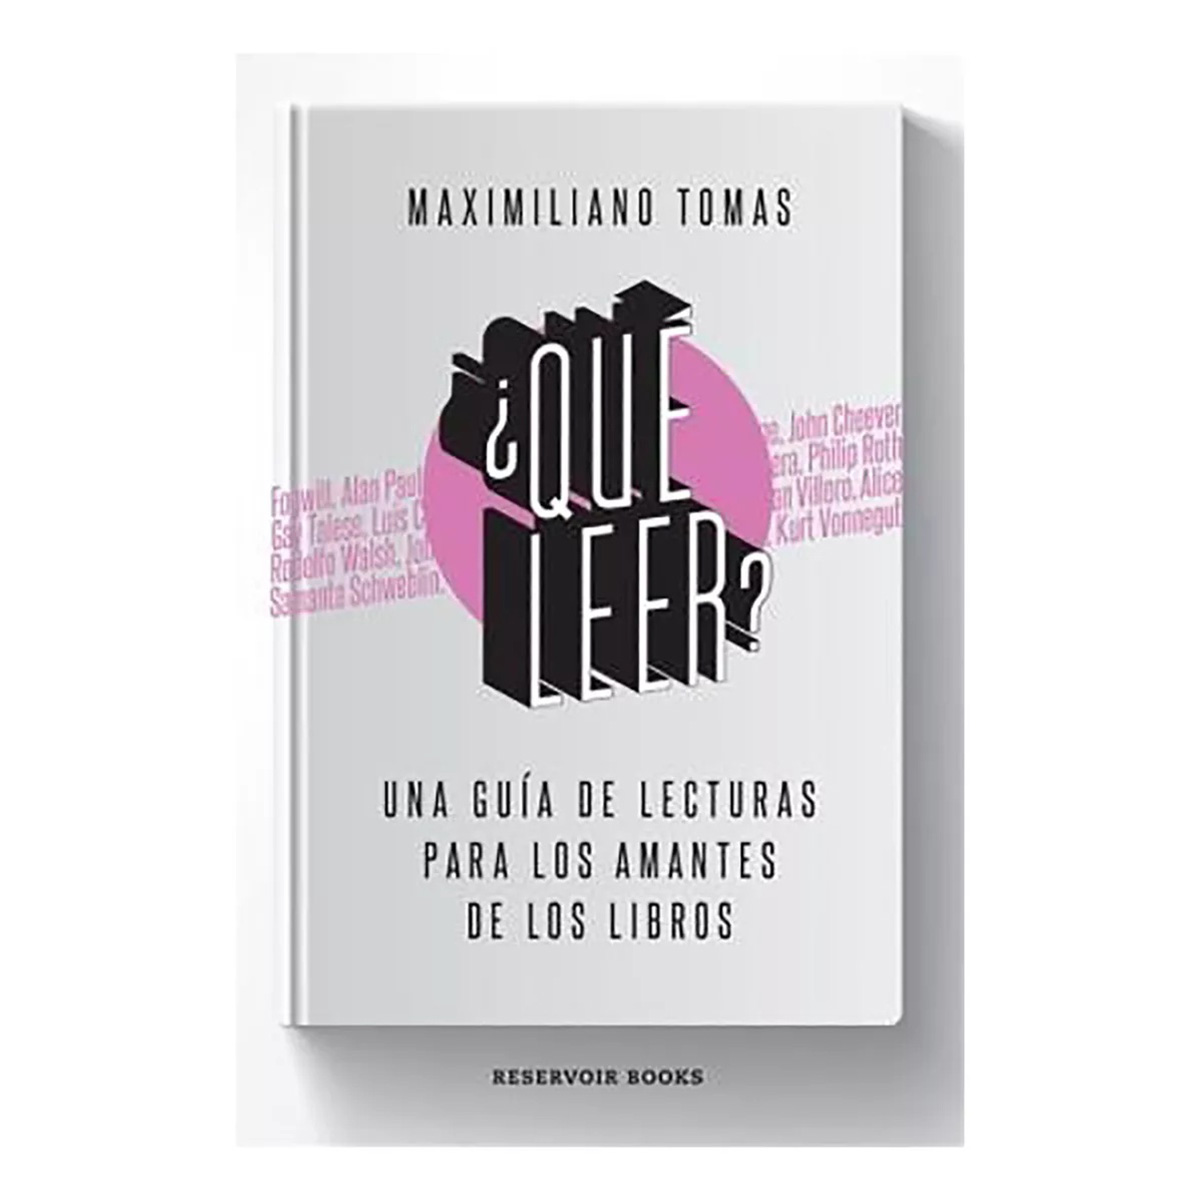 MAXIMILIANO TOMAS
¿QUÉ
LEER?
Fogwill, Alan Paul
Gay Talese, Luis
Rodolfo Walsh,
Samanta Schweblin,
John Cheever
Philip Roth
Villoro, Alice
Kurt Vonnegut
UNA GUÍA DE LECTURAS
PARA LOS AMANTES
DE LOS LIBROS
RESERVOIR BOOKS